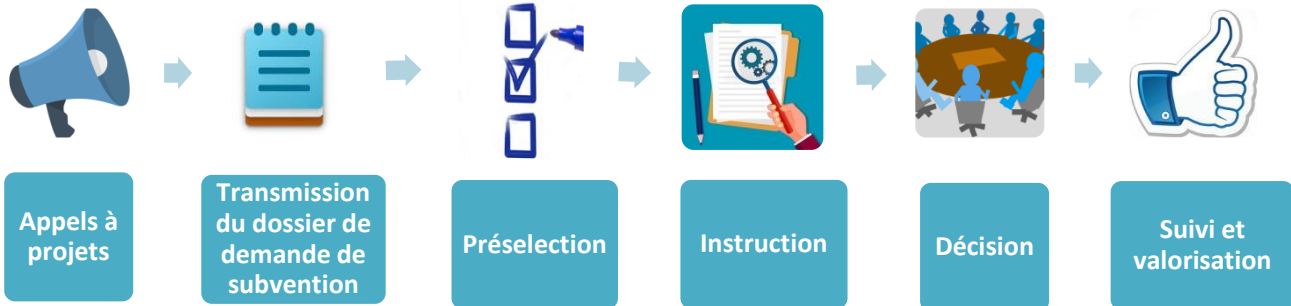 Appels à
projets
Transmission
du dossier de
demande de
subvention
Préselection
Instruction
Décision
Suivi et
valorisation